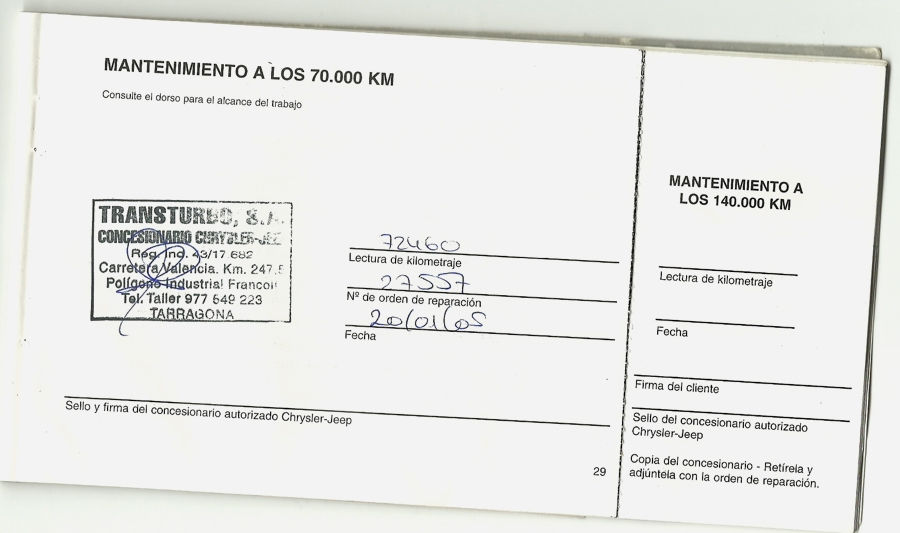 MANTENIMIENTO A LOS 70.000 KM
Consulte el dorso para el alcance del trabajo
TRANSTURBO, S.A.
CONCESIONARIO CHRYSLER-JEE
Reg. Ind. 43/17.682
Carretera Valencia. Km. 247,5
Polígono Industrial Francolí
Tel. Taller 977 549 223
TARRAGONA
72460
Lectura de kilometraje
27557
Nº de orden de reparación
20/01/05
Fecha
Sello y firma del concesionario autorizado Chrysler-Jeep
29
MANTENIMIENTO A
LOS 140.000 KM
Lectura de kilometraje
Fecha
Firma del cliente
Sello del concesionario autorizado
Chrysler-Jeep
Copia del concesionario - Retírela y
adjúntela con la orden de reparación.